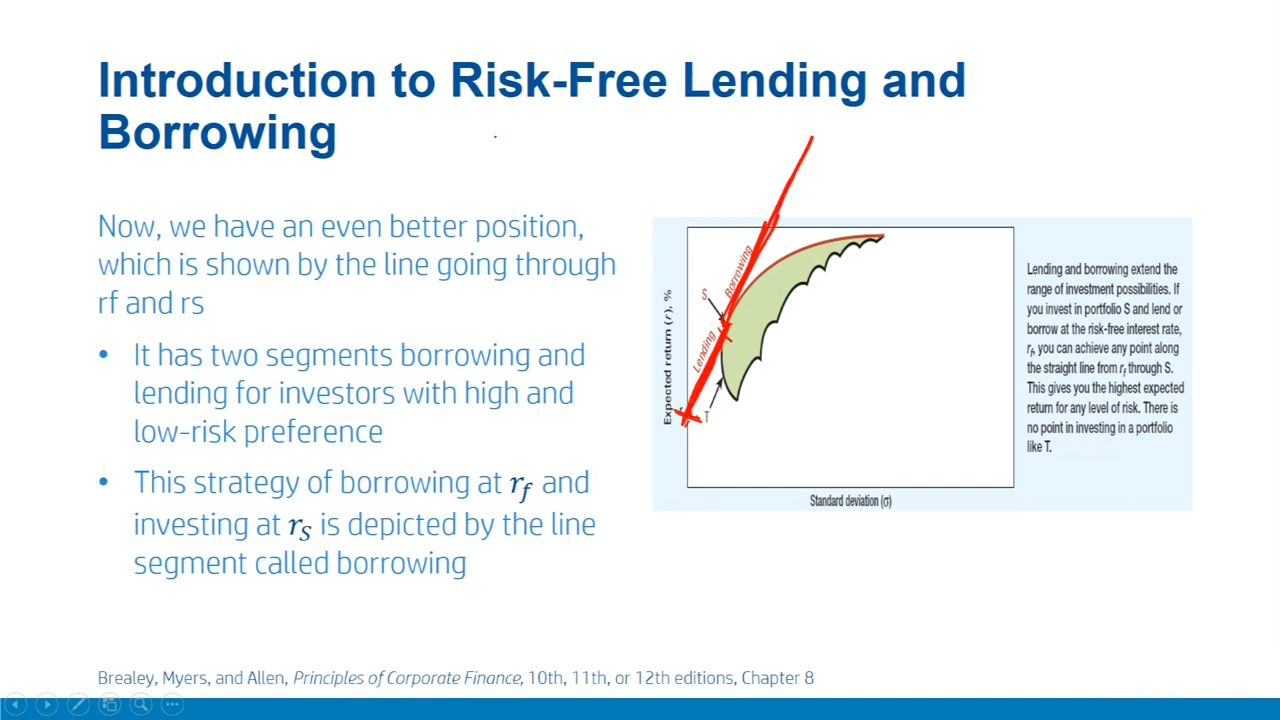 Introduction to Risk-Free Lending and
Borrowing
Now, we have an even better position,
which is shown by the line going through
rf and rs
• It has two segments borrowing and
lending for investors with high and
low-risk preference
• This strategy of borrowing at rf and
investing at rS is depicted by the line
segment called borrowing
Expected return (r), %
Borrowing
S
Lending
T
Standard deviation (σ)
Lending and borrowing extend the
range of investment possibilities. If
you invest in portfolio S and lend or
borrow at the risk-free interest rate,
rf, you can achieve any point along
the straight line from rf through S.
This gives you the highest expected
return for any level of risk. There is
no point in investing in a portfolio
like T.
Brealey, Myers, and Allen, Principles of Corporate Finance, 10th, 11th, or 12th editions, Chapter 8